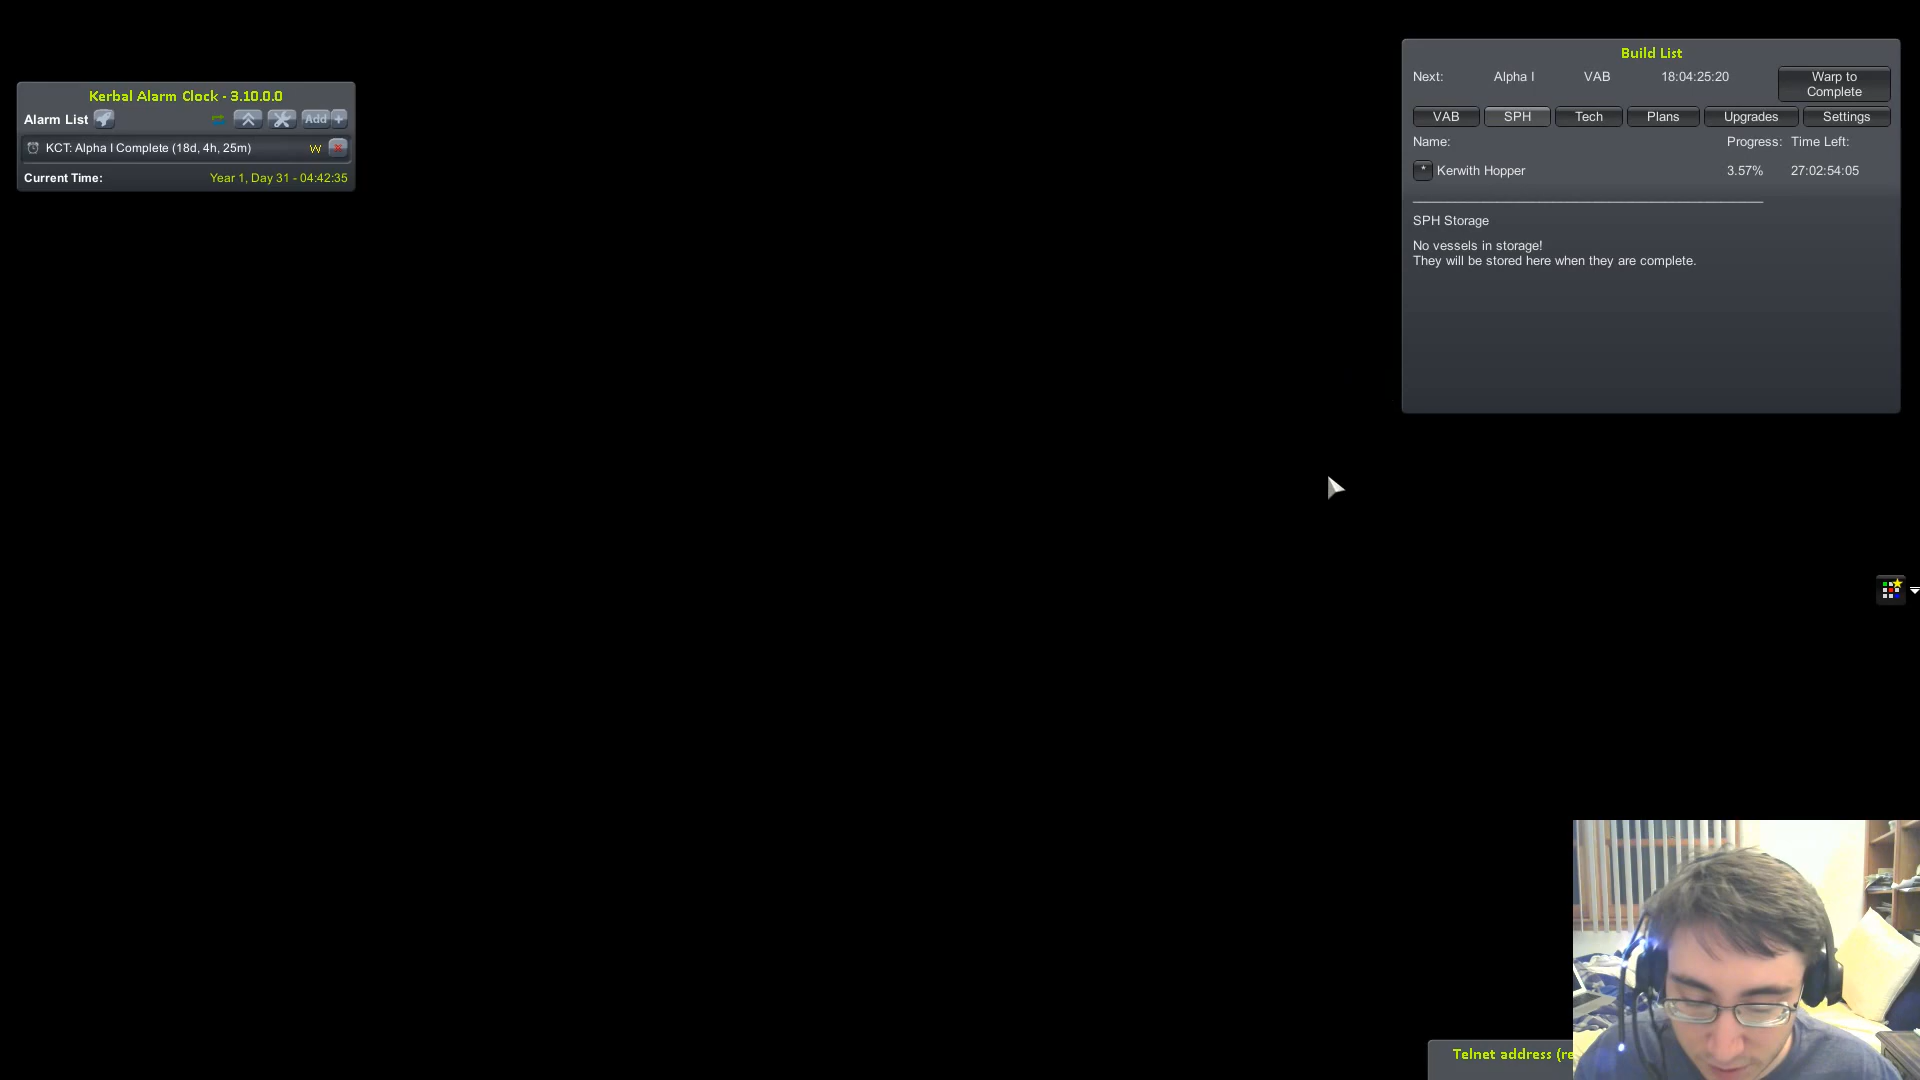 Kerbal Alarm Clock - 3.10.0.0
Alarm List Add +
KCT: Alpha I Complete (18d, 4h, 25m) W
Current Time: Year 1, Day 31 - 04:42:35
Build List
Next: Alpha I VAB 18:04:25:20 Warp to
Complete
VAB SPH Tech Plans Upgrades Settings
Name: Progress: Time Left:
* Kerwith Hopper 3.57% 27:02:54:05
SPH Storage
No vessels in storage!
They will be stored here when they are complete.
Telnet address (re